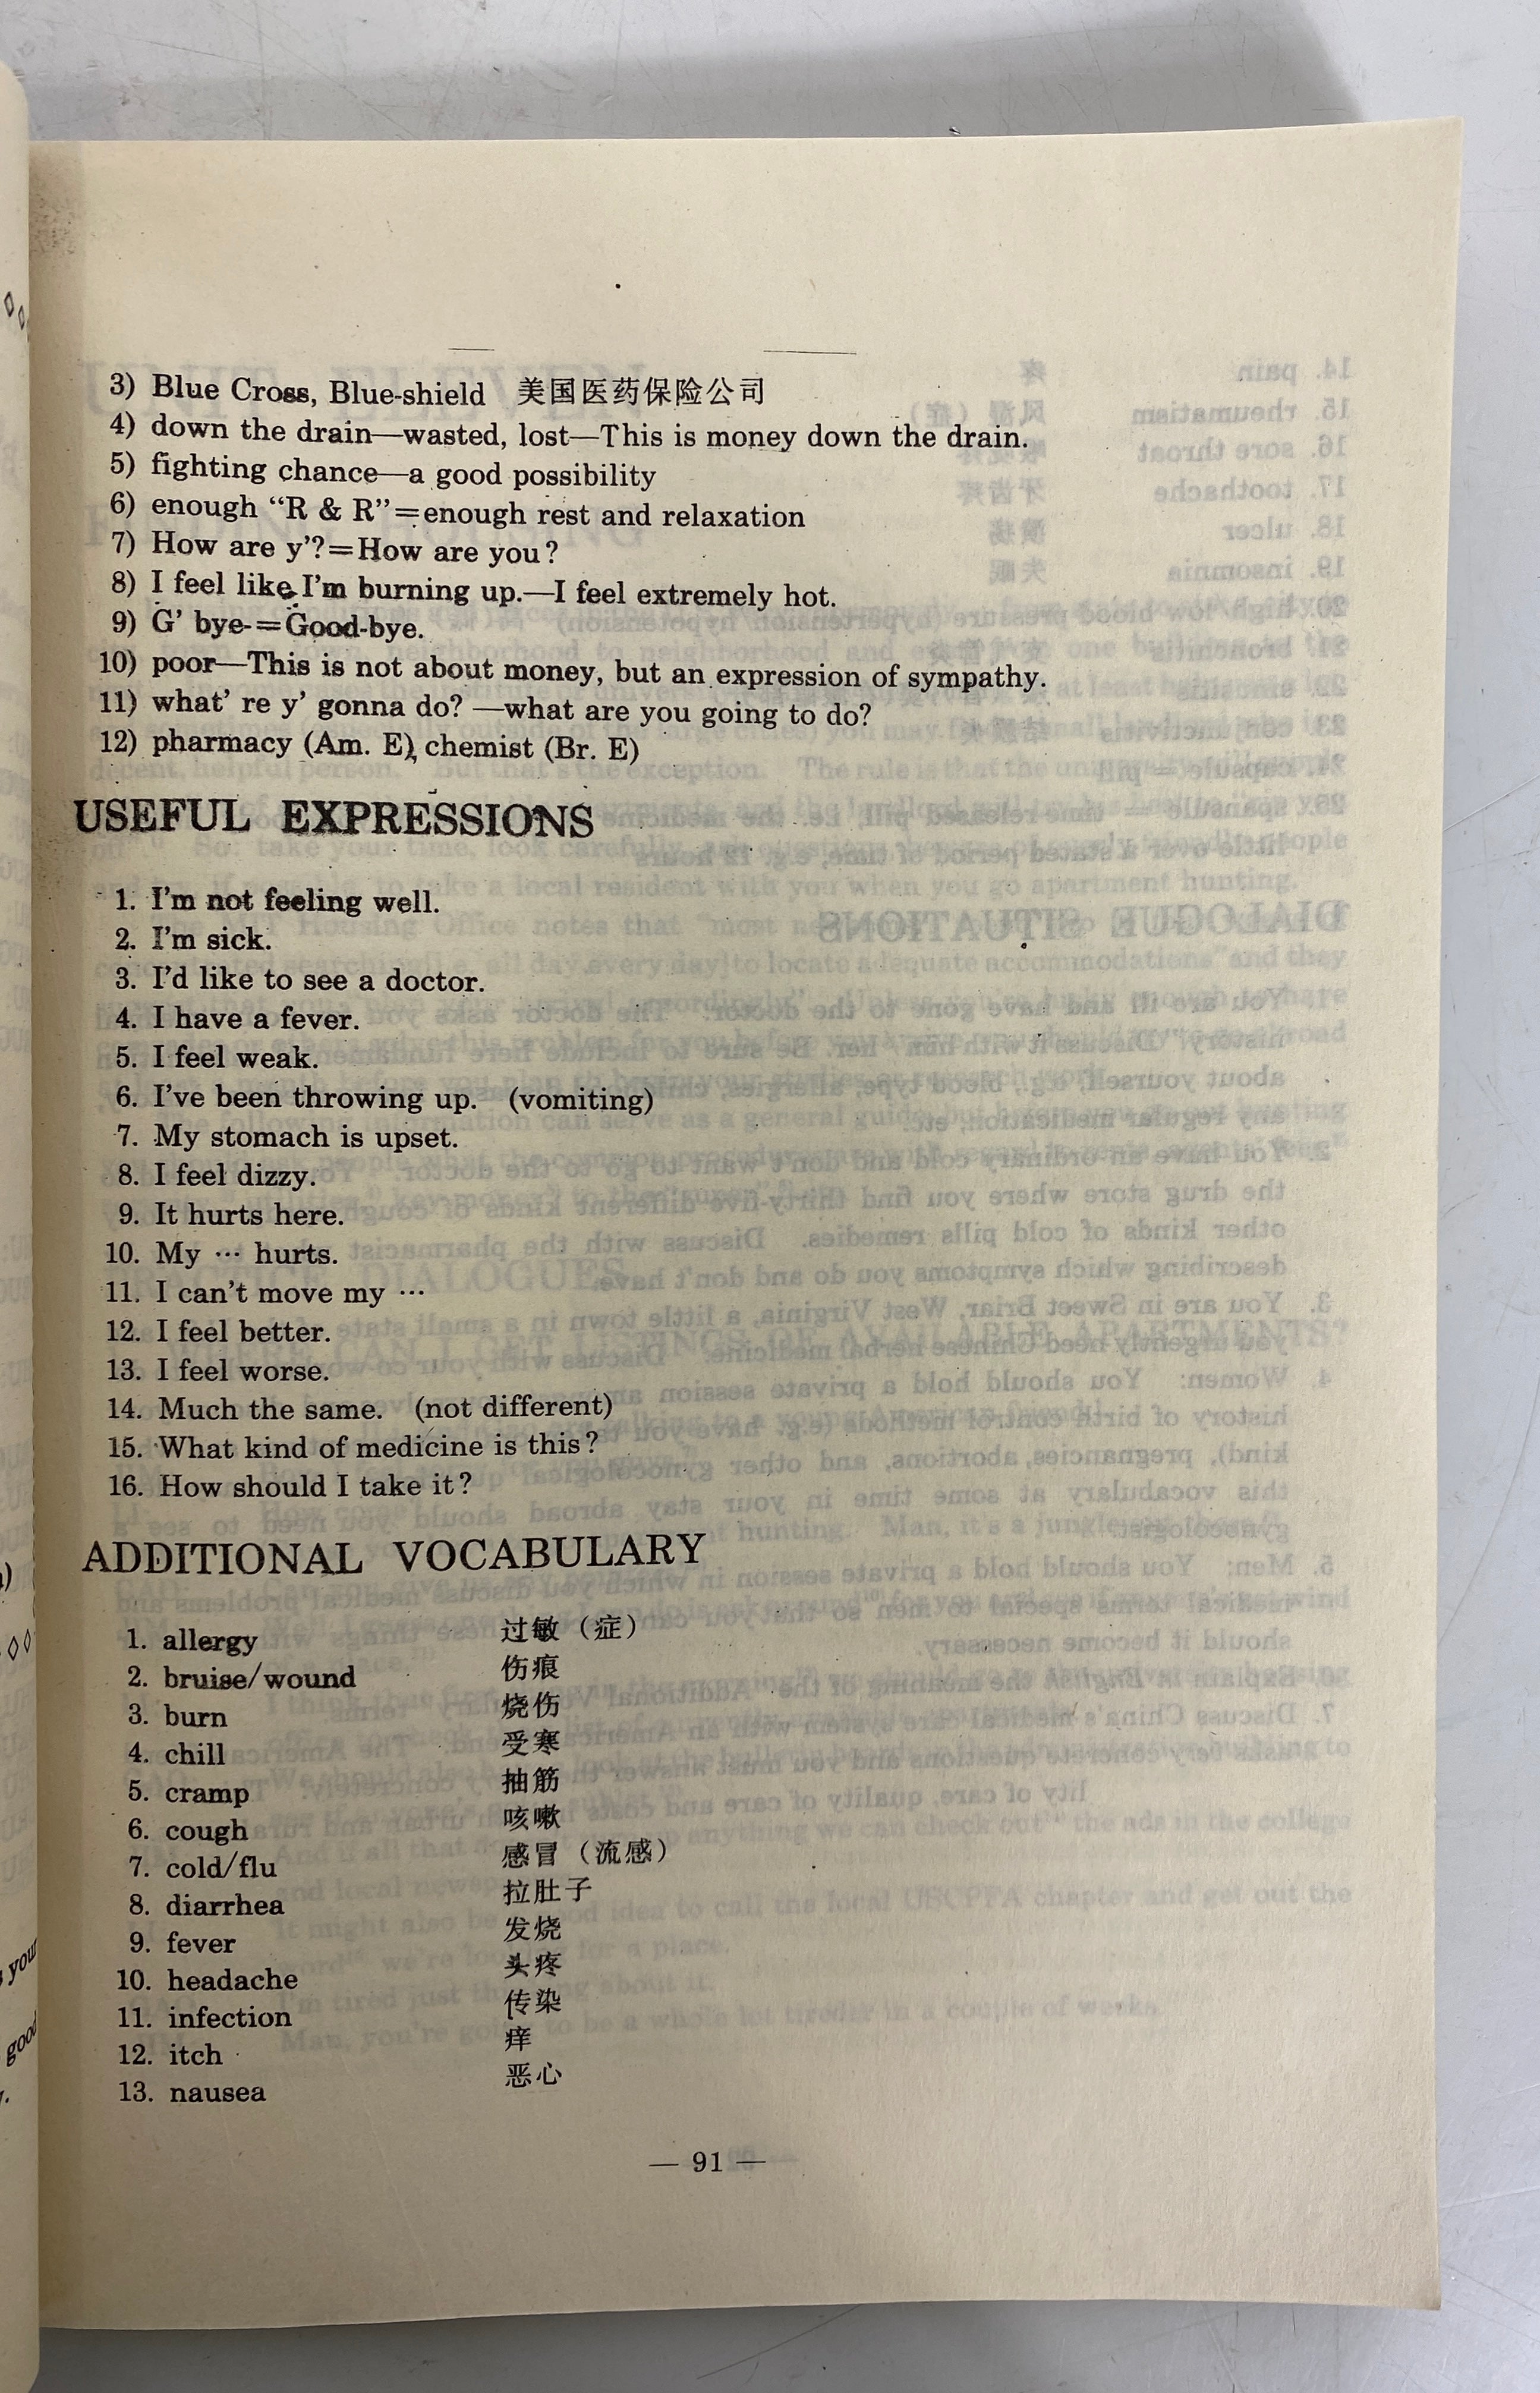 3) Blue Cross, Blue-shield 美国医药保险公司
4) down the drain—wasted, lost—This is money down the drain.
5) fighting chance—a good possibility
6) enough “R & R”=enough rest and relaxation
7) How are y’?=How are you?
8) I feel like I’m burning up.—I feel extremely hot.
9) G’ bye-=Good-bye.
10) poor—This is not about money, but an expression of sympathy.
11) what’ re y’ gonna do? —what are you going to do?
12) pharmacy (Am. E), chemist (Br. E)
USEFUL EXPRESSIONS
1. I’m not feeling well.
2. I’m sick.
3. I’d like to see a doctor.
4. I have a fever.
5. I feel weak.
6. I’ve been throwing up. (vomiting)
7. My stomach is upset.
8. I feel dizzy.
9. It hurts here.
10. My … hurts.
11. I can’t move my …
12. I feel better.
13. I feel worse.
14. Much the same. (not different)
15. What kind of medicine is this?
16. How should I take it?
ADDITIONAL VOCABULARY
1. allergy 过敏（症）
2. bruise/wound 伤痕
3. burn 烧伤
4. chill 受寒
5. cramp 抽筋
6. cough 咳嗽
7. cold/flu 感冒（流感）
8. diarrhea 拉肚子
9. fever 发烧
10. headache 头疼
11. infection 传染
12. itch 痒
13. nausea 恶心
— 91 —